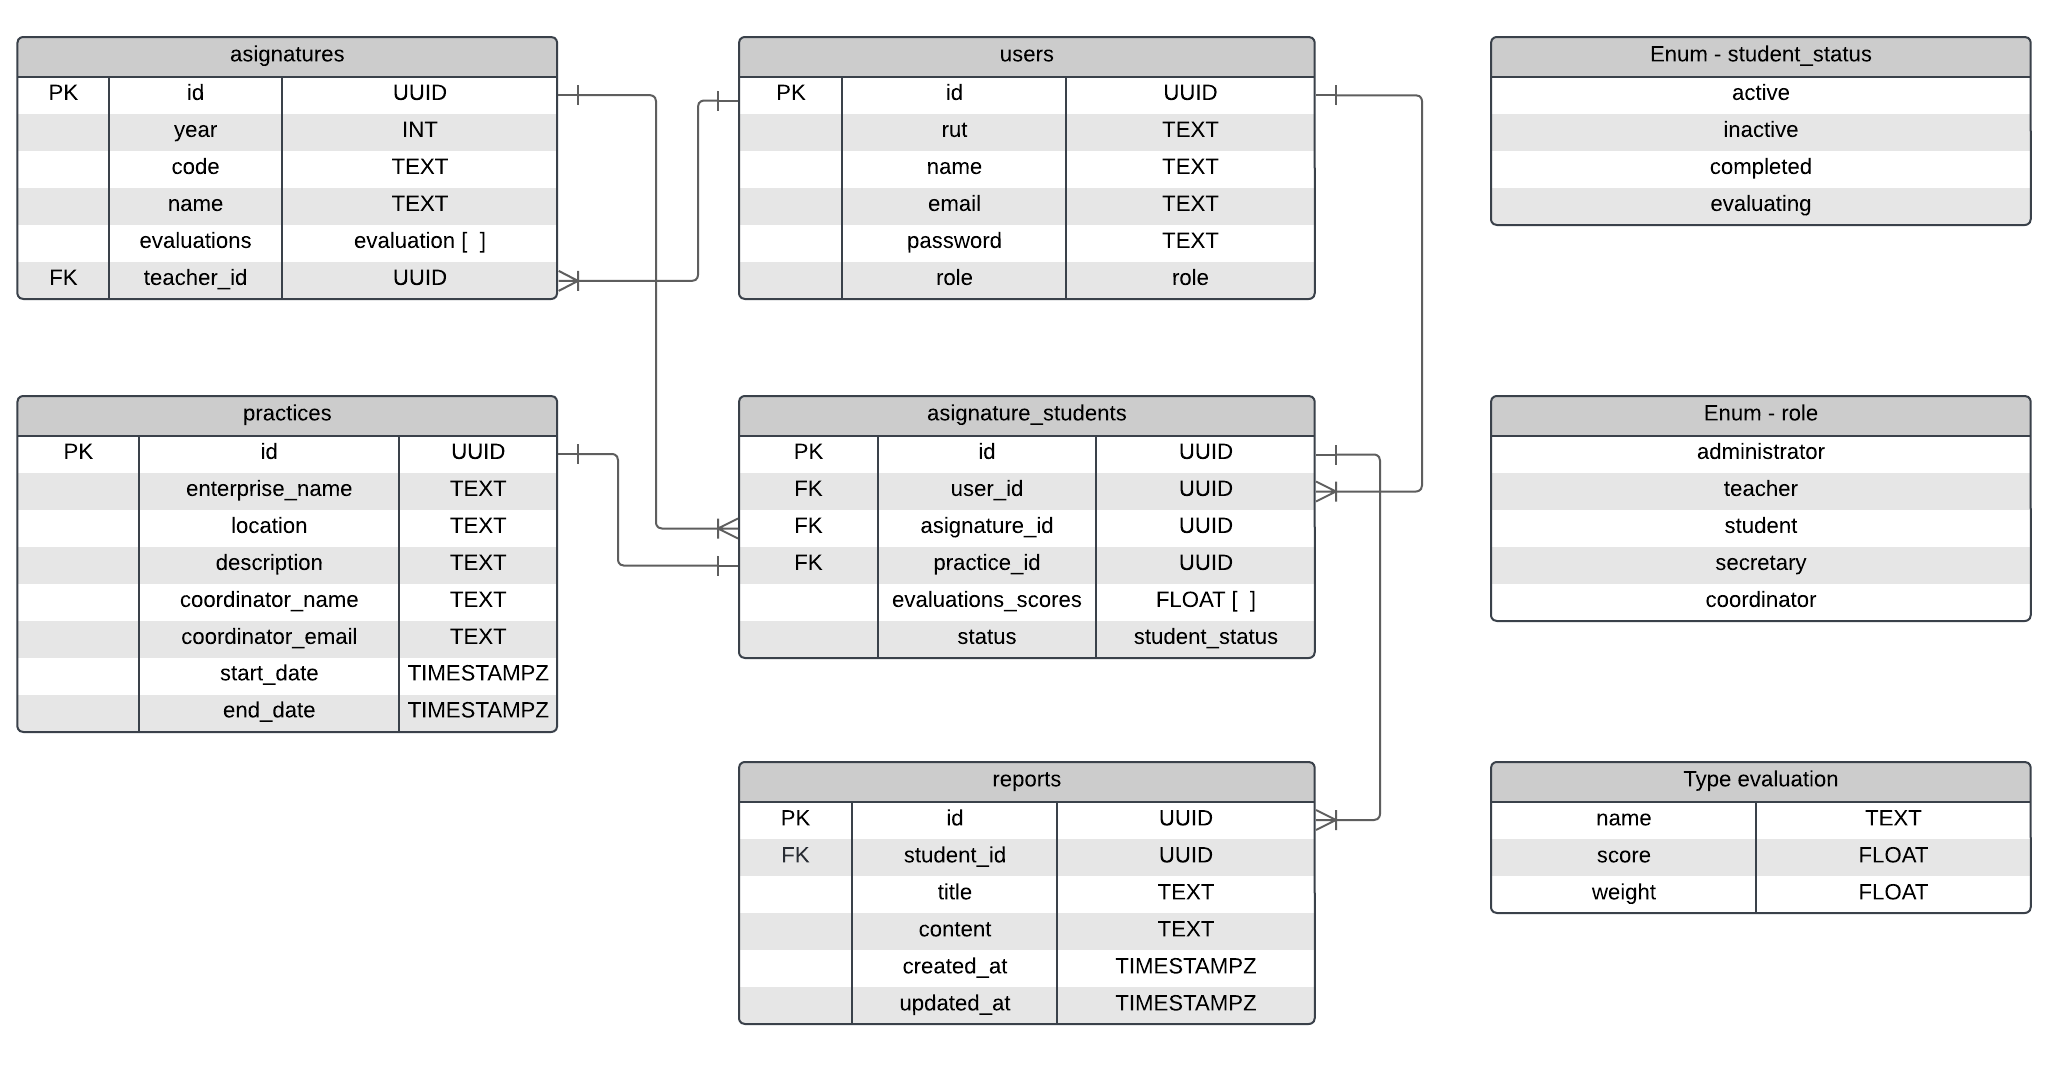 asignatures
PK id UUID
year INT
code TEXT
name TEXT
evaluations evaluation [ ]
FK teacher_id UUID
users
PK id UUID
rut TEXT
name TEXT
email TEXT
password TEXT
role role
Enum - student_status
active
inactive
completed
evaluating
practices
PK id UUID
enterprise_name TEXT
location TEXT
description TEXT
coordinator_name TEXT
coordinator_email TEXT
start_date TIMESTAMPZ
end_date TIMESTAMPZ
asignature_students
PK id UUID
FK user_id UUID
FK asignature_id UUID
FK practice_id UUID
evaluations_scores FLOAT [ ]
status student_status
Enum - role
administrator
teacher
student
secretary
coordinator
reports
PK id UUID
FK student_id UUID
title TEXT
content TEXT
created_at TIMESTAMPZ
updated_at TIMESTAMPZ
Type evaluation
name TEXT
score FLOAT
weight FLOAT